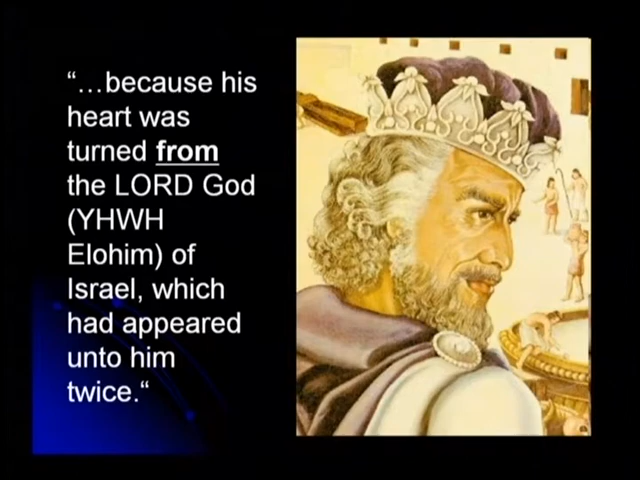 “…because his
heart was
turned from
the LORD God
(YHWH
Elohim) of
Israel, which
had appeared
unto him
twice.“